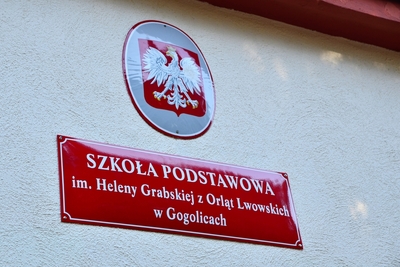 SZKOŁA PODSTAWOWA
im. Heleny Grabskiej z Orląt Lwowskich
w Gogolicach